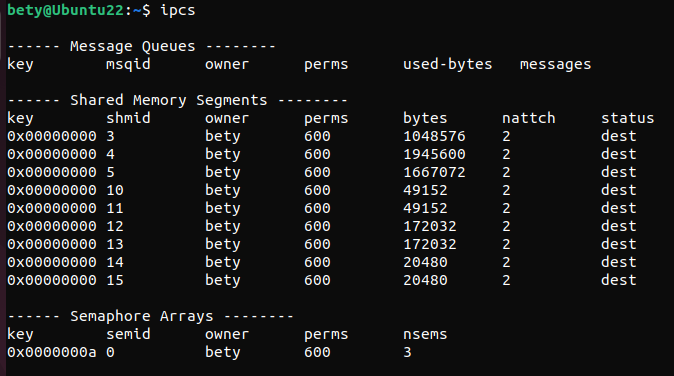 bety@Ubuntu22:~$ ipcs
------ Message Queues --------
key        msqid      owner      perms      used-bytes   messages
------ Shared Memory Segments --------
key        shmid      owner      perms      bytes      nattch     status
0x00000000 3          bety       600        1048576    2          dest
0x00000000 4          bety       600        1945600    2          dest
0x00000000 5          bety       600        1667072    2          dest
0x00000000 10         bety       600        49152      2          dest
0x00000000 11         bety       600        49152      2          dest
0x00000000 12         bety       600        172032     2          dest
0x00000000 13         bety       600        172032     2          dest
0x00000000 14         bety       600        20480      2          dest
0x00000000 15         bety       600        20480      2          dest
------ Semaphore Arrays --------
key        semid      owner      perms      nsems
0x0000000a 0          bety       600        3